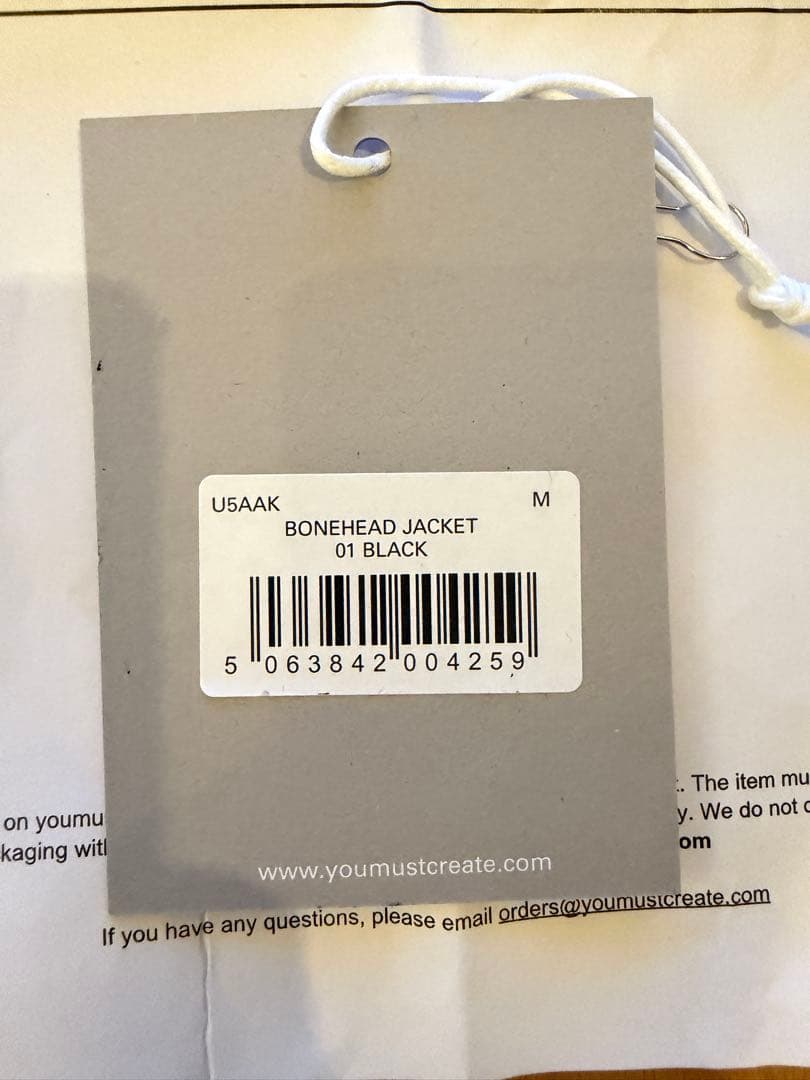 U5AAK M
BONEHEAD JACKET
01 BLACK
5 063842 004259
. The item mu
on youmu y. We do not
kaging with om
www.youmustcreate.com
If you have any questions, please email orders@youmustcreate.com